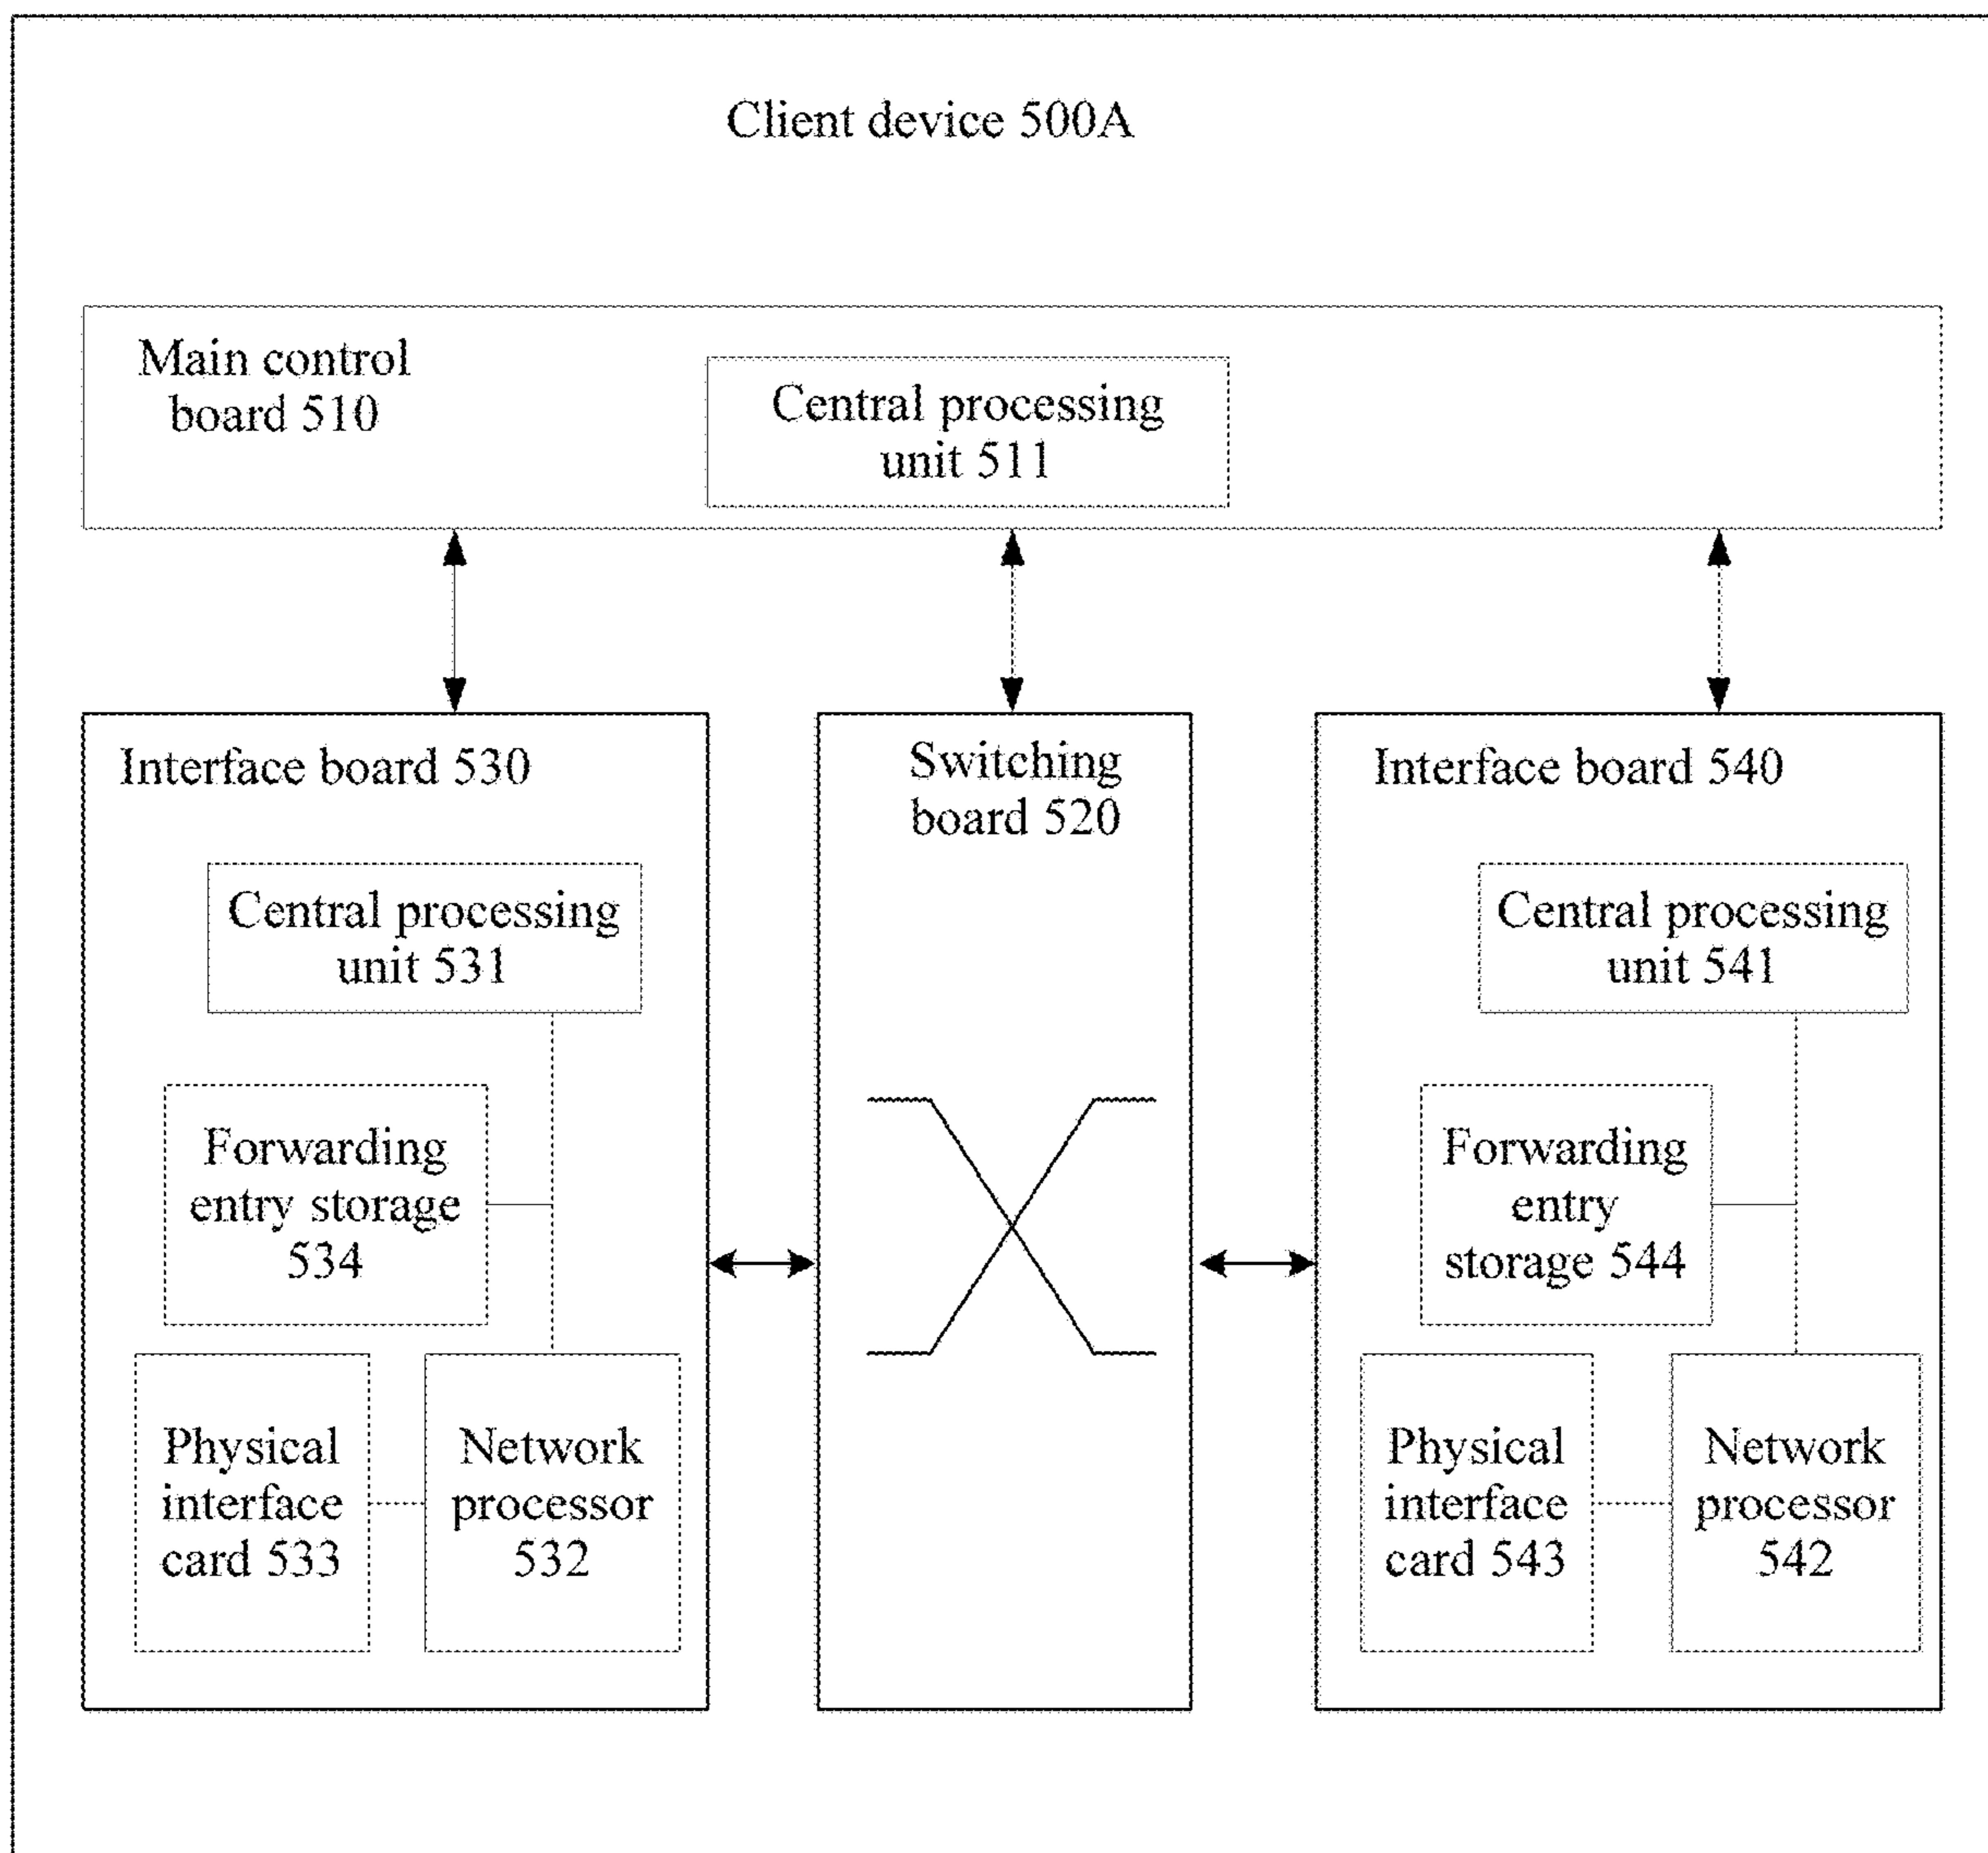 Client device 500A
Main control
board 510
Central processing
unit 511
Interface board 530
Central processing
unit 531
Forwarding
entry storage
534
Physical
interface
card 533
Network
processor
532
Switching
board 520
Interface board 540
Central processing
unit 541
Forwarding
entry
storage 544
Physical
interface
card 543
Network
processor
542